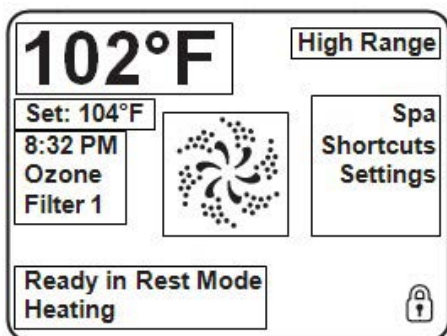 102°F
High Range
Set: 104°F
8:32 PM
Ozone
Filter 1
Spa
Shortcuts
Settings
Ready in Rest Mode
Heating